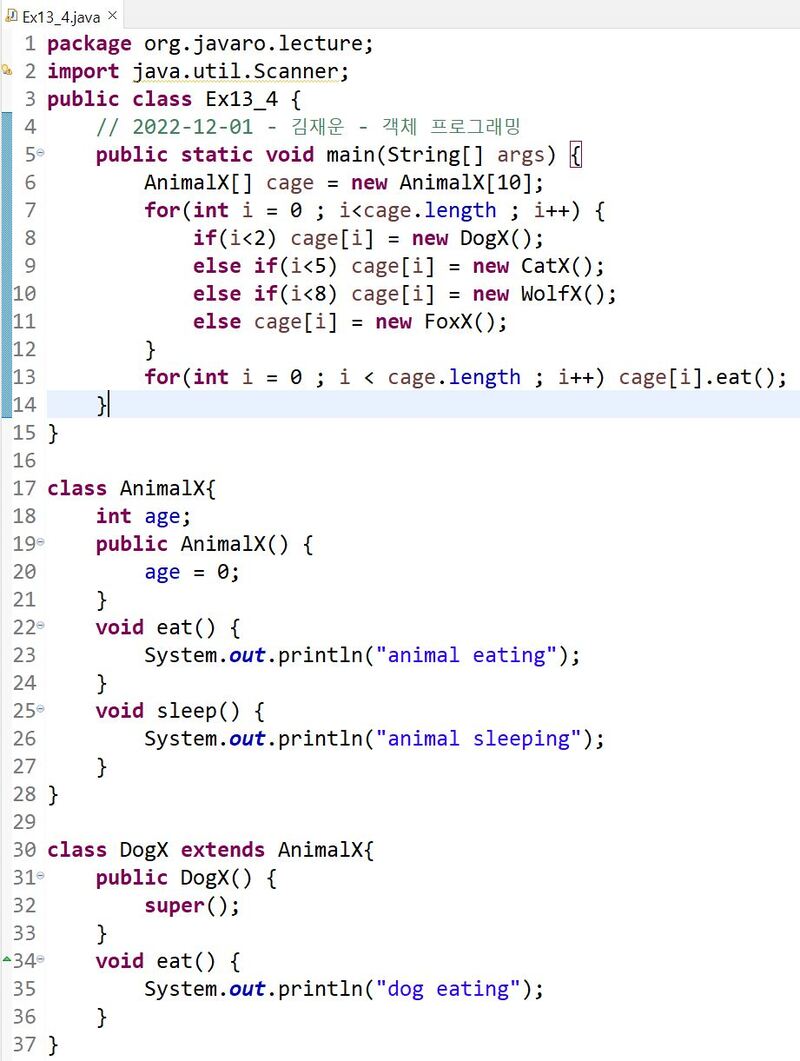 Ex13_4.java
1 package org.javaro.lecture;
2 import java.util.Scanner;
3 public class Ex13_4 {
4     // 2022-12-01 - 김재운 - 객체 프로그래밍
5     public static void main(String[] args) {
6         AnimalX[] cage = new AnimalX[10];
7         for(int i = 0 ; i<cage.length ; i++) {
8             if(i<2) cage[i] = new DogX();
9             else if(i<5) cage[i] = new CatX();
10             else if(i<8) cage[i] = new WolfX();
11             else cage[i] = new FoxX();
12         }
13         for(int i = 0 ; i < cage.length ; i++) cage[i].eat();
14     }
15 }
16
17 class AnimalX{
18     int age;
19     public AnimalX() {
20         age = 0;
21     }
22     void eat() {
23         System.out.println("animal eating");
24     }
25     void sleep() {
26         System.out.println("animal sleeping");
27     }
28 }
29
30 class DogX extends AnimalX{
31     public DogX() {
32         super();
33     }
34     void eat() {
35         System.out.println("dog eating");
36     }
37 }